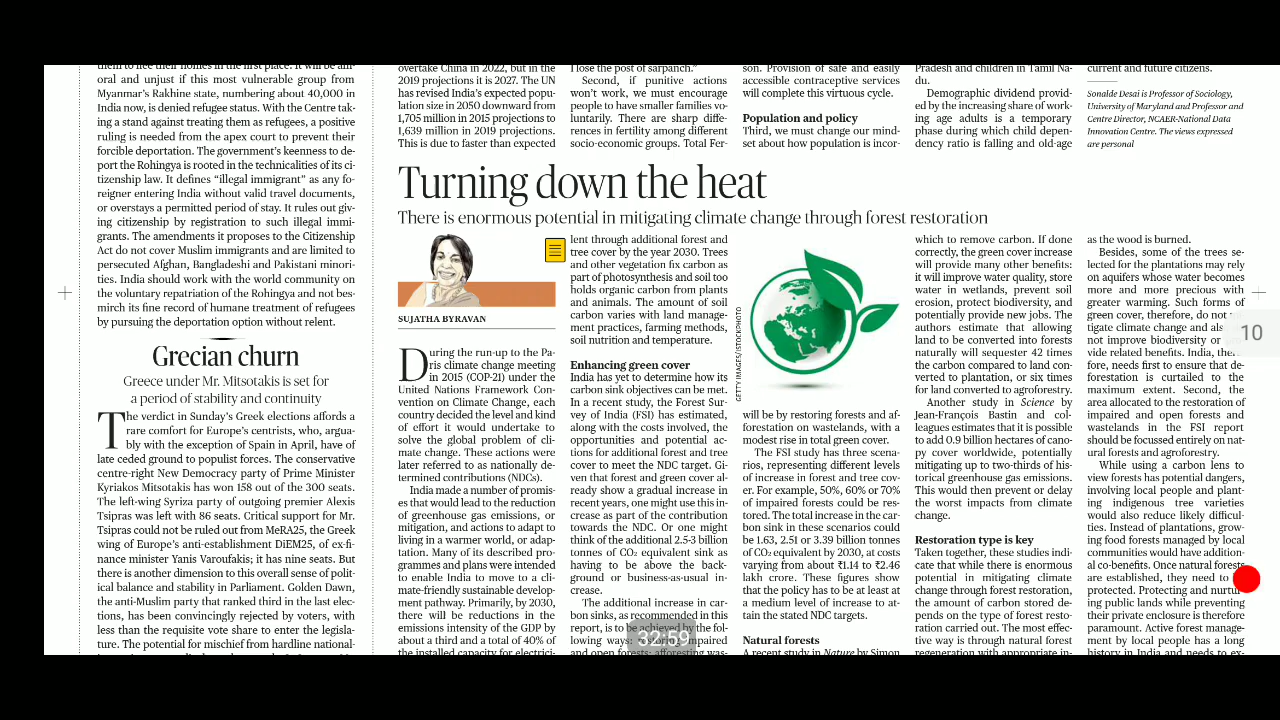 them to flee their homes in the first place. It will be am-
oral and unjust if this most vulnerable group from
Myanmar's Rakhine state, numbering about 40,000 in
India now, is denied refugee status. With the Centre tak-
ing a stand against treating them as refugees, a positive
ruling is needed from the apex court to prevent their
forcible deportation. The government's keenness to de-
port the Rohingya is rooted in the technicalities of its ci-
tizenship law. It defines "illegal immigrant" as any fo-
reigner entering India without valid travel documents,
or overstays a permitted period of stay. It rules out giv-
ing citizenship by registration to such illegal immi-
grants. The amendments it proposes to the Citizenship
Act do not cover Muslim immigrants and are limited to
persecuted Afghan, Bangladeshi and Pakistani minori-
ties. India should work with the world community on
the voluntary repatriation of the Rohingya and not bes-
mirch its fine record of humane treatment of refugees
by pursuing the deportation option without relent.
Grecian churn
Greece under Mr. Mitsotakis is set for
a period of stability and continuity
The verdict in Sunday's Greek elections affords a
rare comfort for Europe's centrists, who, argua-
bly with the exception of Spain in April, have of
late ceded ground to populist forces. The conservative
centre-right New Democracy party of Prime Minister
Kyriakos Mitsotakis has won 158 out of the 300 seats.
The left-wing Syriza party of outgoing premier Alexis
Tsipras was left with 86 seats. Critical support for Mr.
Tsipras could not be ruled out from MeRA25, the Greek
wing of Europe's anti-establishment DiEM25, of ex-fi-
nance minister Yanis Varoufakis; it has nine seats. But
there is another dimension to this overall sense of polit-
ical balance and stability in Parliament. Golden Dawn,
the anti-Muslim party that ranked third in the last elec-
tions, has been convincingly rejected by voters, with
less than the requisite vote share to enter the legisla-
ture. The potential for mischief from hardline national-
overtake China in 2022, but in the
2019 projections it is 2027. The UN
has revised India's expected popu-
lation size in 2050 downward from
1,705 million in 2015 projections to
1,639 million in 2019 projections.
This is due to faster than expected
I lose the post of sarpanch."
Second, if punitive actions
won't work, we must encourage
people to have smaller families vo-
luntarily. There are sharp diffe-
rences in fertility among different
socio-economic groups. Total Fer-
son. Provision of safe and easily
accessible contraceptive services
will complete this virtuous cycle.
Population and policy
Third, we must change our mind-
set about how population is incor-
Pradesh and children in Tamil Na-
du.
Demographic dividend provid-
ed by the increasing share of work-
ing age adults is a temporary
phase during which child depen-
dency ratio is falling and old-age
current and future citizens.
Sonalde Desai is Professor of Sociology,
University of Maryland and Professor and
Centre Director, NCAER-National Data
Innovation Centre. The views expressed
are personal
Turning down the heat
There is enormous potential in mitigating climate change through forest restoration
SUJATHA BYRAVAN
During the run-up to the Pa-
ris climate change meeting
in 2015 (COP-21) under the
United Nations Framework Con-
vention on Climate Change, each
country decided the level and kind
of effort it would undertake to
solve the global problem of cli-
mate change. These actions were
later referred to as nationally de-
termined contributions (NDCs).
India made a number of promis-
es that would lead to the reduction
of greenhouse gas emissions, or
mitigation, and actions to adapt to
living in a warmer world, or adap-
tation. Many of its described pro-
grammes and plans were intended
to enable India to move to a cli-
mate-friendly sustainable develop-
ment pathway. Primarily, by 2030,
there will be reductions in the
emissions intensity of the GDP by
about a third and a total of 40% of
the installed capacity for electrici-
lent through additional forest and
tree cover by the year 2030. Trees
and other vegetation fix carbon as
part of photosynthesis and soil too
holds organic carbon from plants
and animals. The amount of soil
carbon varies with land manage-
ment practices, farming methods,
soil nutrition and temperature.
Enhancing green cover
India has yet to determine how its
carbon sink objectives can be met.
In a recent study, the Forest Sur-
vey of India (FSI) has estimated,
along with the costs involved, the
opportunities and potential ac-
tions for additional forest and tree
cover to meet the NDC target. Gi-
ven that forest and green cover al-
ready show a gradual increase in
recent years, one might use this in-
crease as part of the contribution
towards the NDC. Or one might
think of the additional 2.5-3 billion
tonnes of CO₂ equivalent sink as
having to be above the back-
ground or business-as-usual in-
crease.
The additional increase in car-
bon sinks, as recommended in this
report, is to be achieved by the fol-
lowing ways: restoring impaired
and open forests; afforesting was-
GETTY IMAGES/ISTOCKPHOTO
will be by restoring forests and af-
forestation on wastelands, with a
modest rise in total green cover.
The FSI study has three scena-
rios, representing different levels
of increase in forest and tree cov-
er. For example, 50%, 60% or 70%
of impaired forests could be res-
tored. The total increase in the car-
bon sink in these scenarios could
be 1.63, 2.51 or 3.39 billion tonnes
of CO₂ equivalent by 2030, at costs
varying from about ₹1.14 to ₹2.46
lakh crore. These figures show
that the policy has to be at least at
a medium level of increase to at-
tain the stated NDC targets.
Natural forests
A recent study in Nature by Simon
which to remove carbon. If done
correctly, the green cover increase
will provide many other benefits:
it will improve water quality, store
water in wetlands, prevent soil
erosion, protect biodiversity, and
potentially provide new jobs. The
authors estimate that allowing
land to be converted into forests
naturally will sequester 42 times
the carbon compared to land con-
verted to plantation, or six times
for land converted to agroforestry.
Another study in Science by
Jean-François Bastin and col-
leagues estimates that it is possible
to add 0.9 billion hectares of cano-
py cover worldwide, potentially
mitigating up to two-thirds of his-
torical greenhouse gas emissions.
This would then prevent or delay
the worst impacts from climate
change.
Restoration type is key
Taken together, these studies indi-
cate that while there is enormous
potential in mitigating climate
change through forest restoration,
the amount of carbon stored de-
pends on the type of forest resto-
ration carried out. The most effec-
tive way is through natural forest
regeneration with appropriate in-
as the wood is burned.
Besides, some of the trees se-
lected for the plantations may rely
on aquifers whose water becomes
more and more precious with
greater warming. Such forms of
green cover, therefore, do not
tigate climate change and als
not improve biodiversity or
vide related benefits. India, the
fore, needs first to ensure that de-
forestation is curtailed to the
maximum extent. Second, the
area allocated to the restoration of
impaired and open forests and
wastelands in the FSI report
should be focussed entirely on nat-
ural forests and agroforestry.
While using a carbon lens to
view forests has potential dangers,
involving local people and plant-
ing indigenous tree varieties
would also reduce likely difficul-
ties. Instead of plantations, grow-
ing food forests managed by local
communities would have addition-
al co-benefits. Once natural forests
are established, they need to
protected. Protecting and nurtur-
ing public lands while preventing
their private enclosure is therefore
paramount. Active forest manage-
ment by local people has a long
history in India and needs to ex-
10
32:59